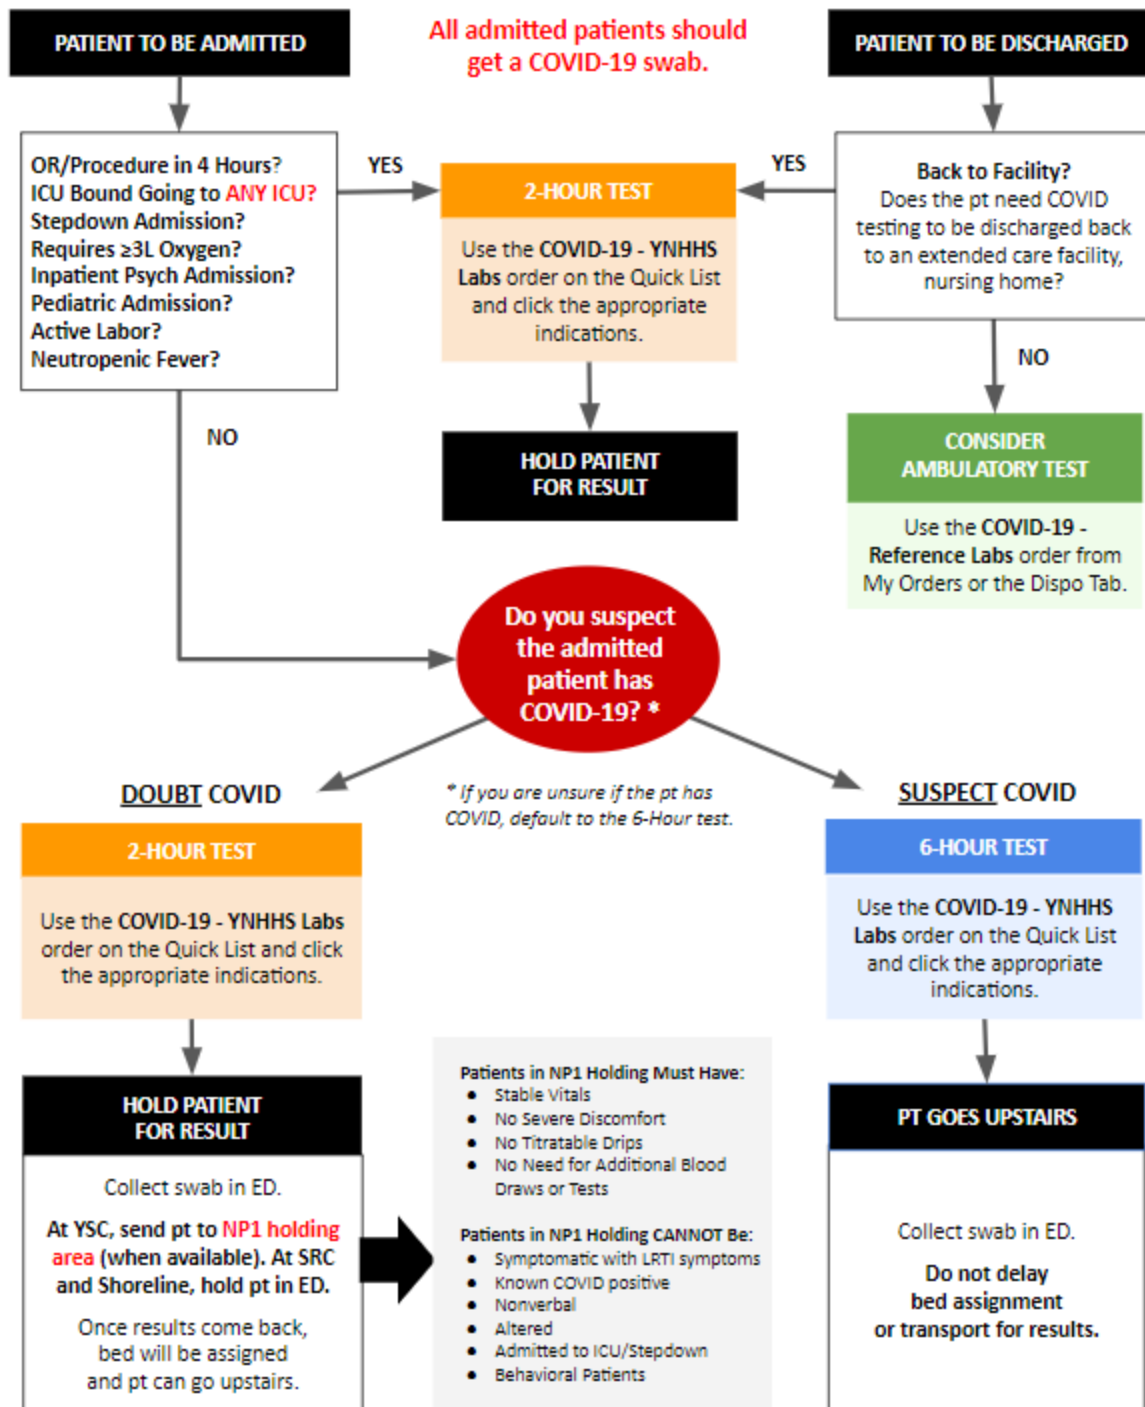 PATIENT TO BE ADMITTED
All admitted patients should
get a COVID-19 swab.
PATIENT TO BE DISCHARGED
OR/Procedure in 4 Hours?
ICU Bound Going to ANY ICU?
Stepdown Admission?
Requires ≥3L Oxygen?
Inpatient Psych Admission?
Pediatric Admission?
Active Labor?
Neutropenic Fever?
YES
2-HOUR TEST
Use the COVID-19 - YNHHS
Labs order on the Quick List
and click the appropriate
indications.
YES
Back to Facility?
Does the pt need COVID
testing to be discharged back
to an extended care facility,
nursing home?
NO
HOLD PATIENT
FOR RESULT
NO
CONSIDER
AMBULATORY TEST
Use the COVID-19 -
Reference Labs order from
My Orders or the Dispo Tab.
Do you suspect
the admitted
patient has
COVID-19? *
DOUBT COVID
* If you are unsure if the pt has
COVID, default to the 6-Hour test.
SUSPECT COVID
2-HOUR TEST
Use the COVID-19 - YNHHS Labs
order on the Quick List and click
the appropriate indications.
6-HOUR TEST
Use the COVID-19 - YNHHS
Labs order on the Quick List
and click the appropriate
indications.
HOLD PATIENT
FOR RESULT
Collect swab in ED.
At YSC, send pt to NP1 holding
area (when available). At SRC
and Shoreline, hold pt in ED.
Once results come back,
bed will be assigned
and pt can go upstairs.
Patients in NP1 Holding Must Have:
● Stable Vitals
● No Severe Discomfort
● No Titratable Drips
● No Need for Additional Blood
Draws or Tests
Patients in NP1 Holding CANNOT Be:
● Symptomatic with LRTI symptoms
● Known COVID positive
● Nonverbal
● Altered
● Admitted to ICU/Stepdown
● Behavioral Patients
PT GOES UPSTAIRS
Collect swab in ED.
Do not delay
bed assignment
or transport for results.